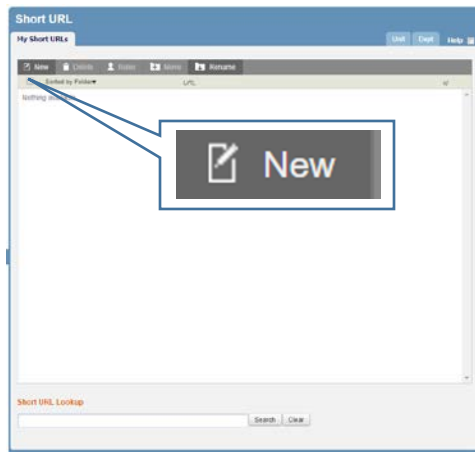 Short URL
My Short URLs
Unit Dept Help
New Delete Move Rename
Sorted by Folder URL
Nothing
New
Short URL Lookup
Search Clear